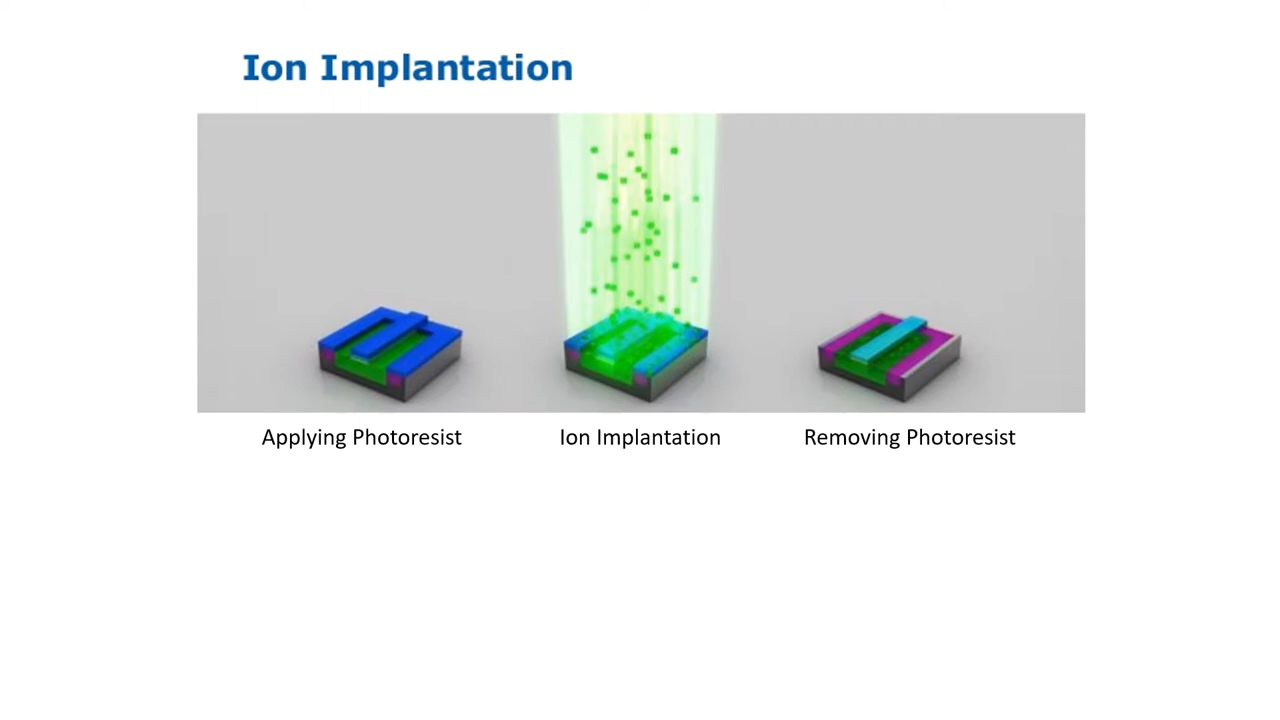 Ion Implantation
Applying Photoresist
Ion Implantation
Removing Photoresist